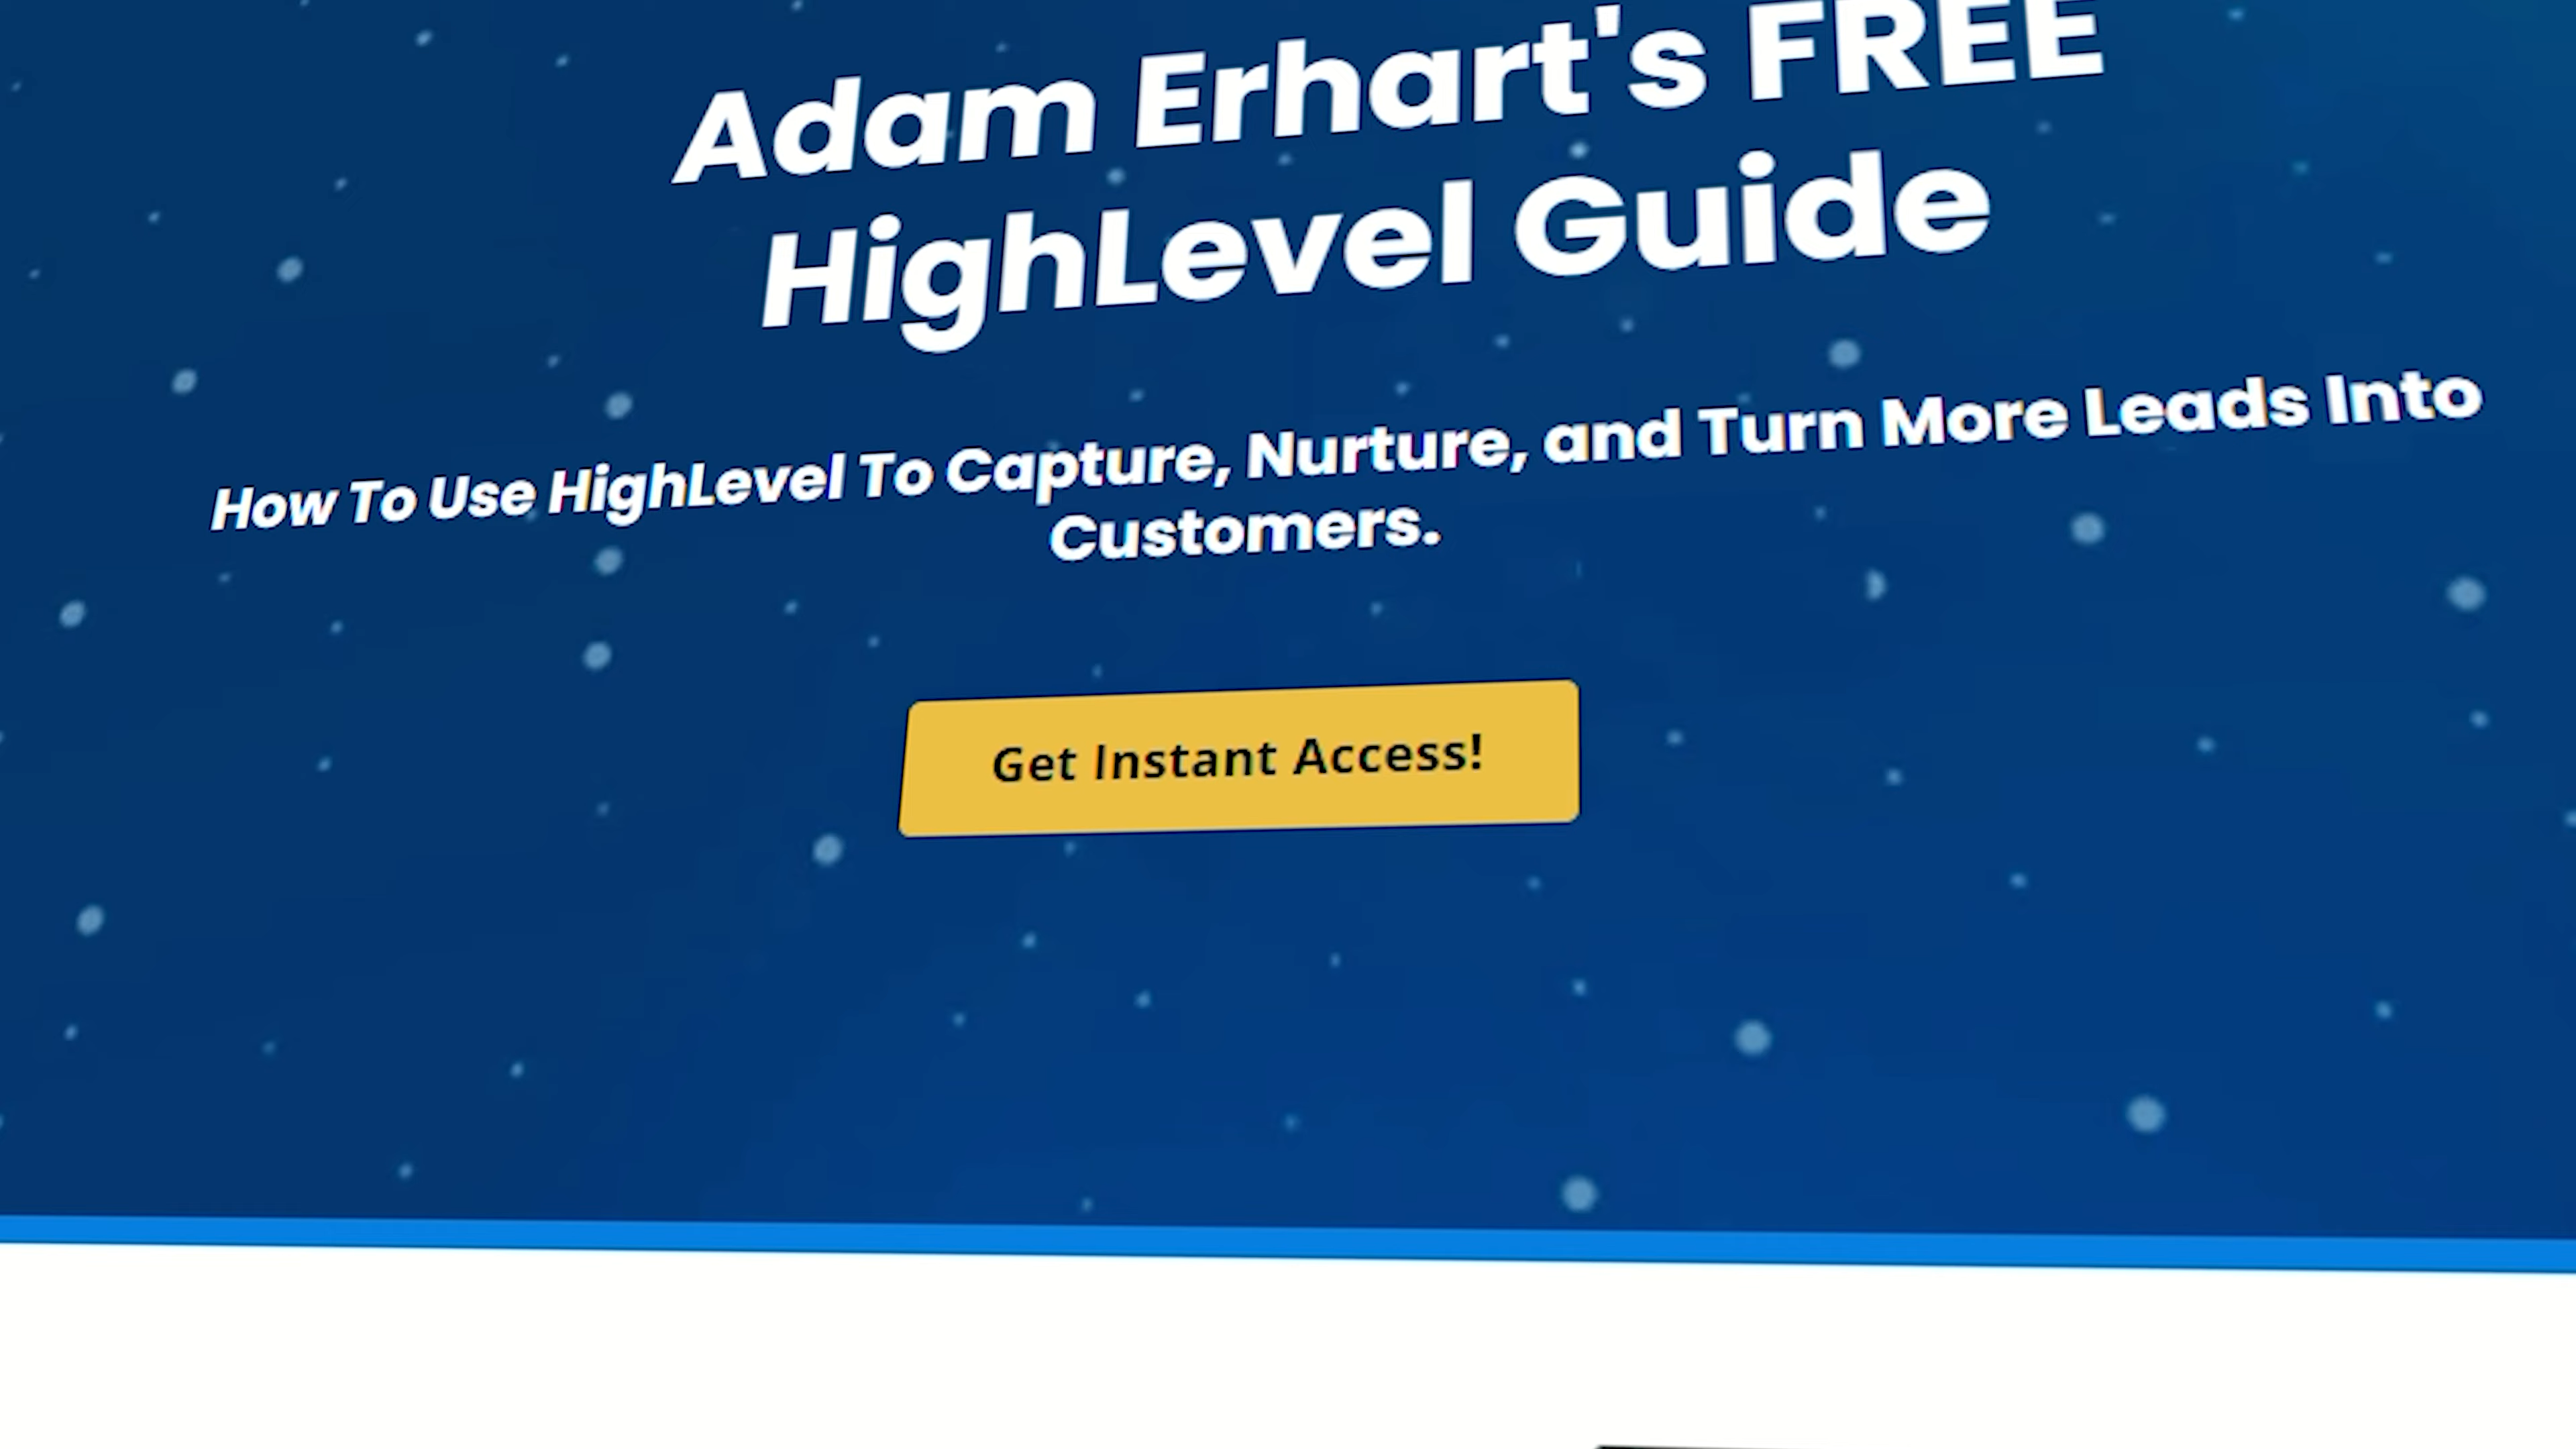 Adam Erhart's FREE
HighLevel Guide
How To Use HighLevel To Capture, Nurture, and Turn More Leads Into
Customers.
Get Instant Access!